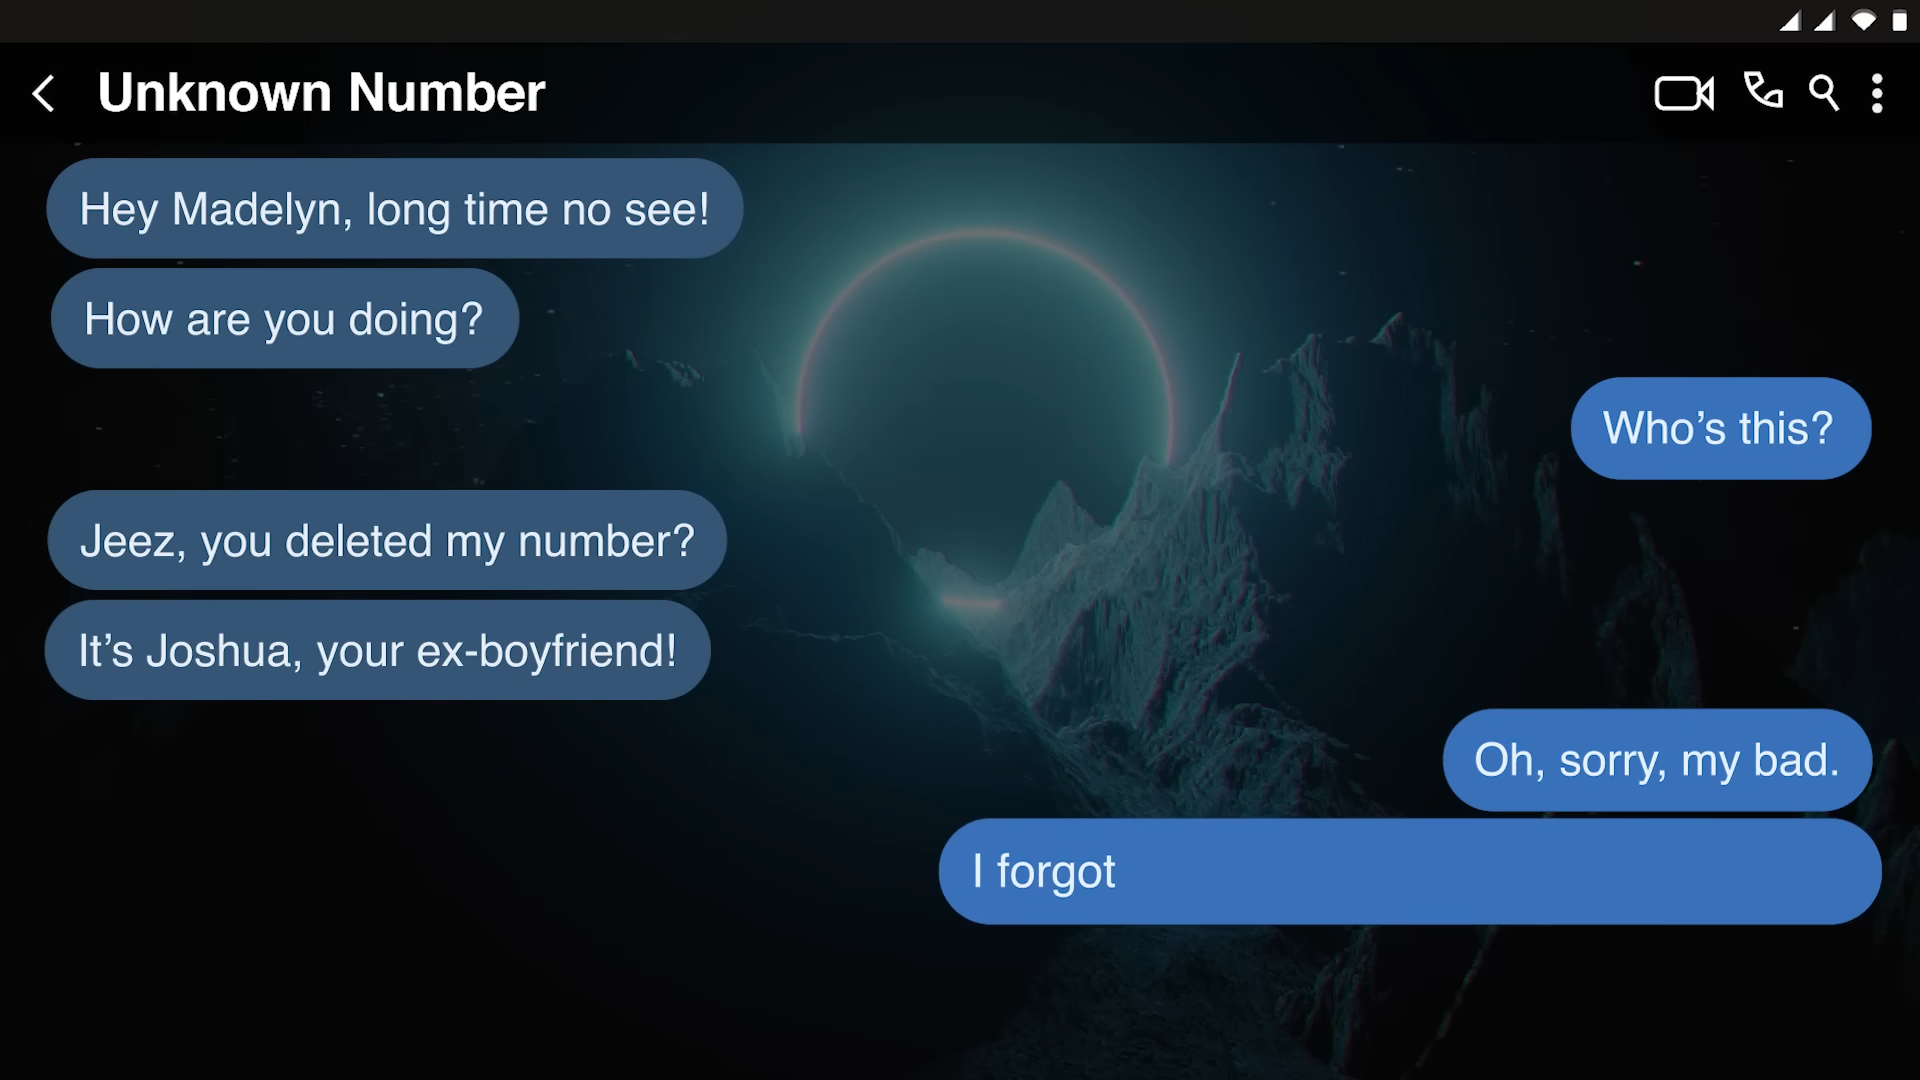 Unknown Number
Hey Madelyn, long time no see!
How are you doing?
Who’s this?
Jeez, you deleted my number?
It’s Joshua, your ex-boyfriend!
Oh, sorry, my bad.
I forgot